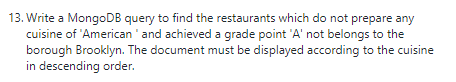 13. Write a MongoDB query to find the restaurants which do not prepare any
cuisine of 'American ' and achieved a grade point 'A' not belongs to the
borough Brooklyn. The document must be displayed according to the cuisine
in descending order.